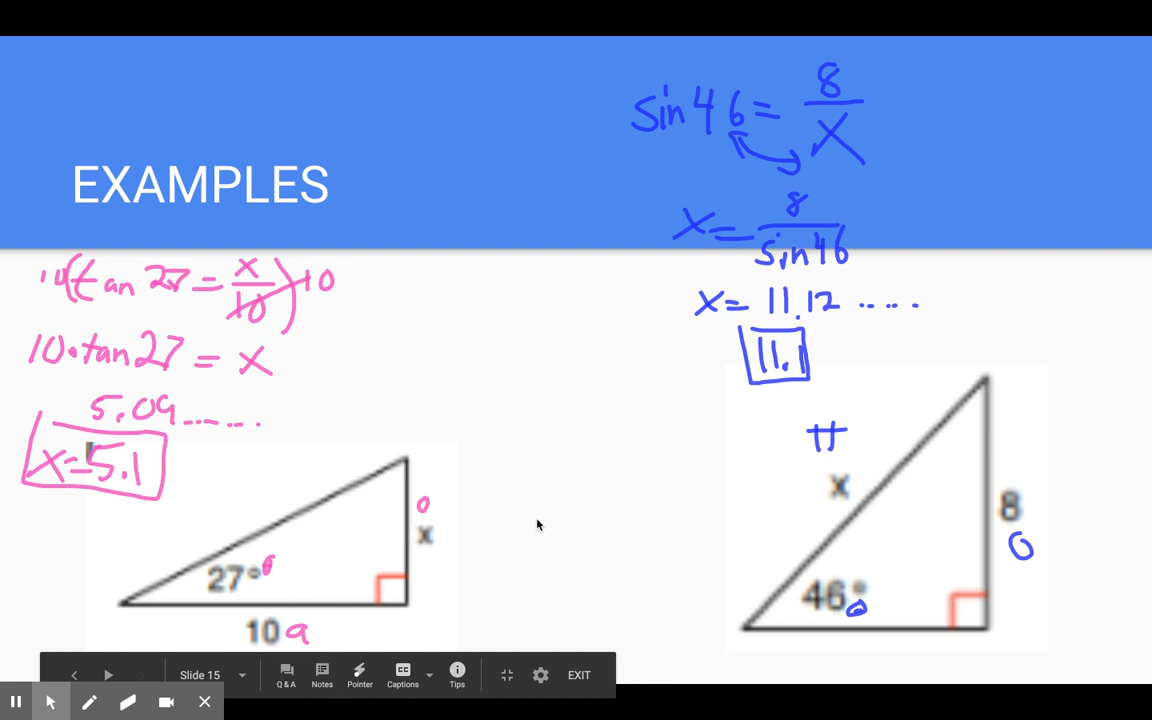 EXAMPLES
sin 46 = 8/x
x = 8/sin 46
x = 11.12 .....
11.1
10(tan 27 = x/10)10
10·tan 27 = x
5.09......
x=5.1
27°
o
x
10 a
H
x
8
o
46°
Slide 15
Q & A
Notes
Pointer
Captions
Tips
EXIT